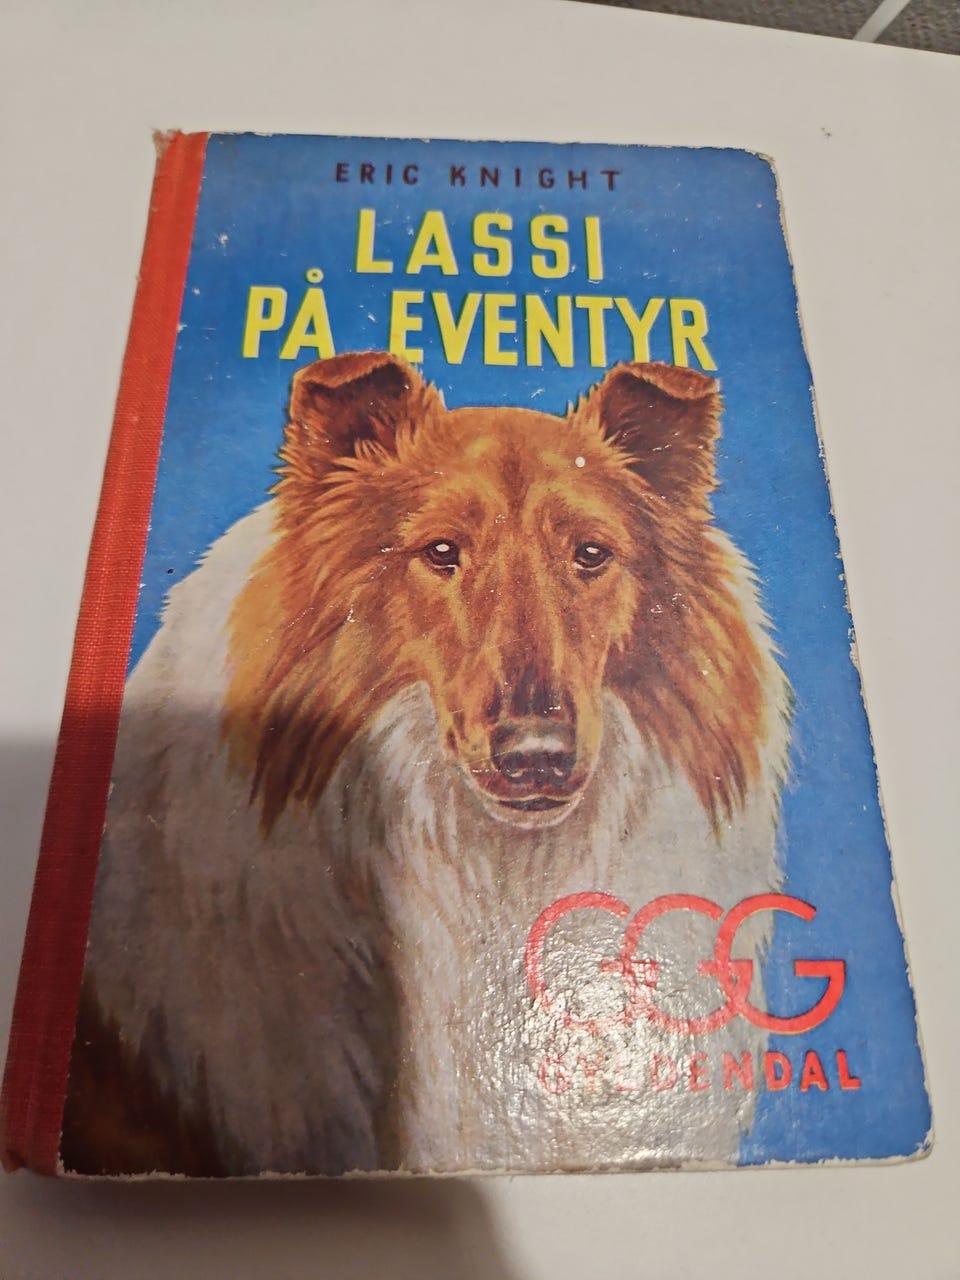 ERIC KNIGHT
LASSI
PÅ EVENTYR
GGG
GYLDENDAL